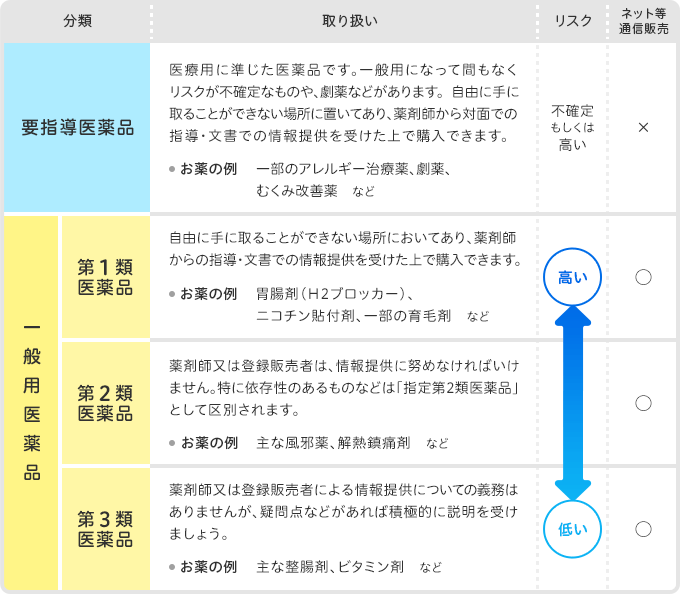 分類
取り扱い
リスク
ネット等
通信販売
要指導医薬品
医療用に準じた医薬品です。一般用になって間もなく
リスクが不確定なものや、劇薬などがあります。 自由に手に
取ることができない場所に置いてあり、薬剤師から対面での
指導・文書での情報提供を受けた上で購入できます。
● お薬の例 一部のアレルギー治療薬、劇薬、
むくみ改善薬 など
不確定
もしくは
高い
×
一般用医薬品
第1類
医薬品
自由に手に取ることができない場所においてあり、薬剤師
からの指導・文書での情報提供を受けた上で購入できます。
● お薬の例 胃腸剤(H2ブロッカー)、
ニコチン貼付剤、一部の育毛剤 など
高い
○
第2類
医薬品
薬剤師又は登録販売者は、情報提供に努めなければいけ
ません。特に依存性のあるものなどは「指定第2類医薬品」
として区別されます。
● お薬の例 主な風邪薬、解熱鎮痛剤 など
○
第3類
医薬品
薬剤師又は登録販売者による情報提供についての義務は
ありませんが、疑問点などがあれば積極的に説明を受け
ましょう。
● お薬の例 主な整腸剤、ビタミン剤 など
低い
○